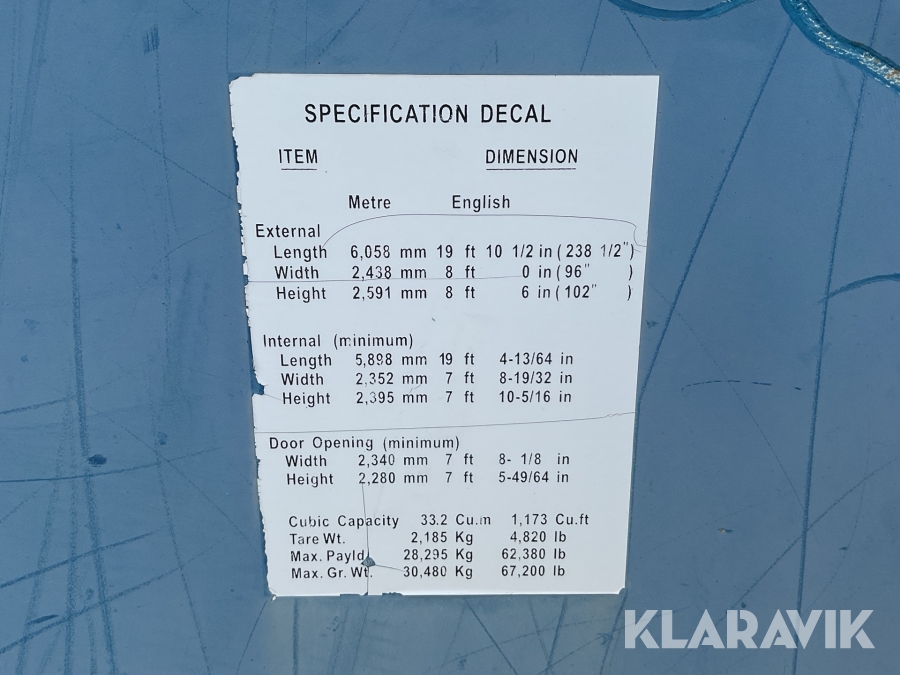 SPECIFICATION DECAL
ITEM DIMENSION
Metre English
External
Length 6,058 mm 19 ft 10 1/2 in ( 238 1/2")
Width 2,438 mm 8 ft 0 in ( 96" )
Height 2,591 mm 8 ft 6 in ( 102" )
Internal (minimum)
Length 5,898 mm 19 ft 4-13/64 in
Width 2,352 mm 7 ft 8-19/32 in
Height 2,395 mm 7 ft 10-5/16 in
Door Opening (minimum)
Width 2,340 mm 7 ft 8- 1/8 in
Height 2,280 mm 7 ft 5-49/64 in
Cubic Capacity 33.2 Cu.m 1,173 Cu.ft
Tare Wt. 2,185 Kg 4,820 lb
Max. Payld. 28,295 Kg 62,380 lb
Max. Gr. Wt. 30,480 Kg 67,200 lb
KLARAVIK